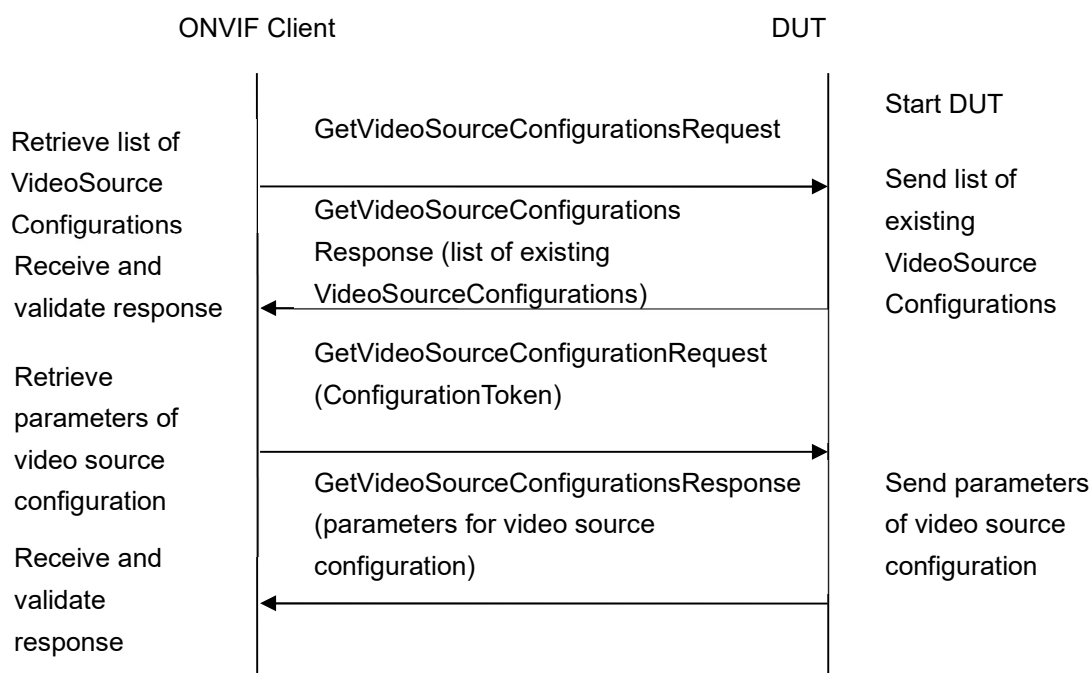 ONVIF Client
DUT
Start DUT
GetVideoSourceConfigurationsRequest
Retrieve list of
VideoSource
Configurations
Send list of
existing
VideoSource
Configurations
GetVideoSourceConfigurations
Response (list of existing
VideoSourceConfigurations)
Receive and
validate response
GetVideoSourceConfigurationRequest
(ConfigurationToken)
Retrieve
parameters of
video source
configuration
GetVideoSourceConfigurationsResponse
(parameters for video source
configuration)
Send parameters
of video source
configuration
Receive and
validate
response